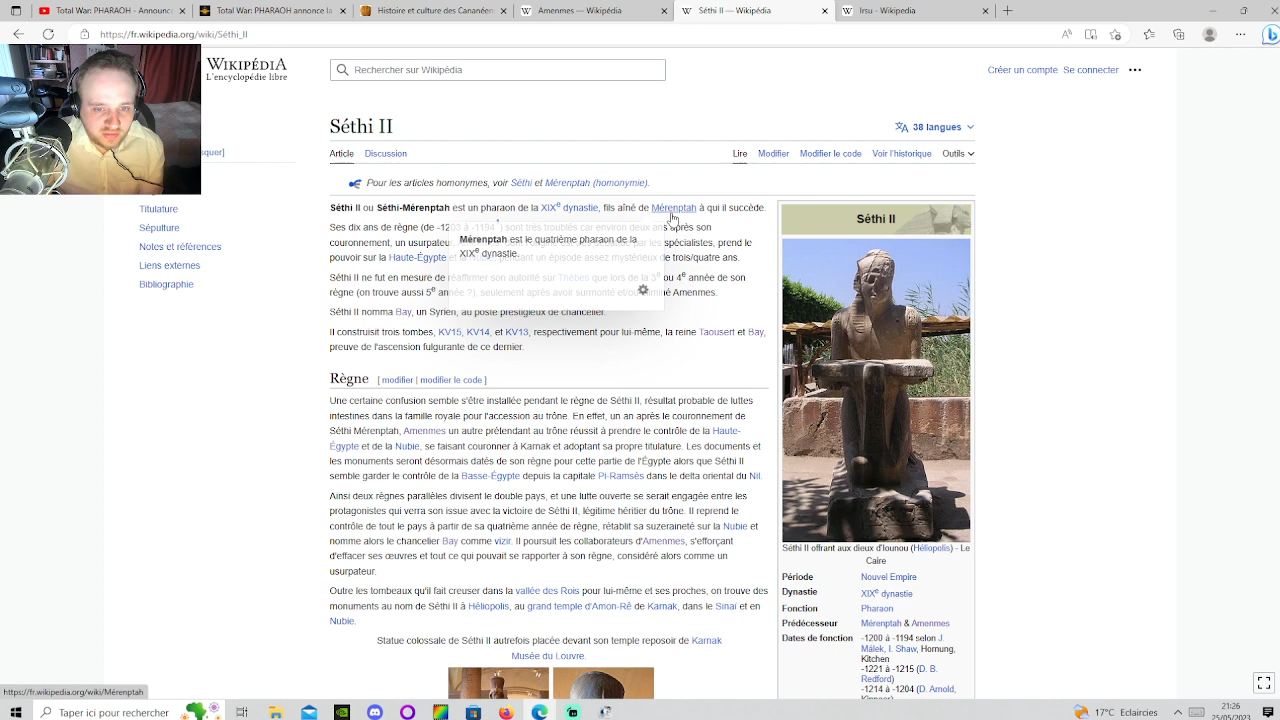 PHARAO
Total PHARAOH annonce la
Amenmes — Wikipédia
Séthi II — Wikipédia
https://fr.wikipedia.org/wiki/Séthi_II
WIKIPÉDIA
L'encyclopédie libre
Rechercher sur Wikipédia
Créer un compte Se connecter
Séthi II
38 langues
Article Discussion
Lire Modifier Modifier le code Voir l'historique Outils
Titulature
Sépulture
Notes et références
Liens externes
Bibliographie
Pour les articles homonymes, voir Séthi et Mérenptah (homonymie).
Séthi II ou Séthi-Mérenptah est un pharaon de la XIXe dynastie, fils aîné de Mérenptah à qui il succède.
Ses dix ans de règne (de -1203 à -1194 ) sont très troublés car environ deux ans après son
couronnement, un usurpateur par les spécialistes, prend le
pouvoir sur la Haute-Égypte et la Nubie, pendant un épisode assez mystérieux de trois/quatre ans.
Mérenptah est le quatrième pharaon de la
XIXe dynastie.
Séthi II ne fut en mesure de réaffirmer son autorité sur Thèbes que lors de la 3e ou 4e année de son
règne (on trouve aussi 5e année ?), seulement après avoir surmonté et/ou éliminé Amenmes.
Séthi II nomma Bay, un Syrien, au poste prestigieux de chancelier.
Il construisit trois tombes, KV15, KV14, et KV13, respectivement pour lui-même, la reine Taousert et Bay,
preuve de l'ascension fulgurante de ce dernier.
Règne [ modifier | modifier le code ]
Une certaine confusion semble s'être installée pendant le règne de Séthi II, résultat probable de luttes
intestines dans la famille royale pour l'accession au trône. En effet, un an après le couronnement de
Séthi Mérenptah, Amenmes un autre prétendant au trône réussit à prendre le contrôle de la Haute-
Égypte et de la Nubie, se faisant couronner à Karnak et adoptant sa propre titulature. Les documents et
les monuments seront désormais datés de son règne pour cette partie de l'Égypte alors que Séthi II
semble garder le contrôle de la Basse-Égypte depuis la capitale Pi-Ramsès dans le delta oriental du Nil.
Ainsi deux règnes parallèles divisent de nouveau le double pays, et une lutte ouverte se serait engagée entre les
protagonistes qui verra son issue avec la victoire de Séthi II, légitime héritier du trône. Il reprend le
contrôle de tout le pays à partir de sa quatrième année de règne, rétablit sa suzeraineté sur la Nubie et
nomme alors le chancelier Bay comme vizir. Il poursuit les collaborateurs d'Amenmes, s'efforçant
d'effacer ses œuvres et tout ce qui pouvait se rapporter à son règne, considéré alors comme un
usurpateur.
Outre les tombeaux qu'il fait creuser dans la vallée des Rois pour lui-même et ses proches, on trouve des
monuments au nom de Séthi II à Héliopolis, au grand temple d'Amon-Rê de Karnak, dans le Sinaï et en
Nubie.
Statue colossale de Séthi II autrefois placée devant son temple reposoir de Karnak
Musée du Louvre.
Séthi II
Séthi II offrant aux dieux d'Iounou (Héliopolis) - Le
Caire
Période Nouvel Empire
Dynastie XIXe dynastie
Fonction Pharaon
Prédécesseur Mérenptah & Amenmes
Dates de fonction -1200 à -1194 selon J.
Málek, I. Shaw, Hornung,
Kitchen
-1221 à -1215 (D. B.
Redford)
-1214 à -1204 (D. Arnold,
https://fr.wikipedia.org/wiki/Mérenptah
Taper ici pour rechercher
17°C Eclaircies
21:26
25/05/2023